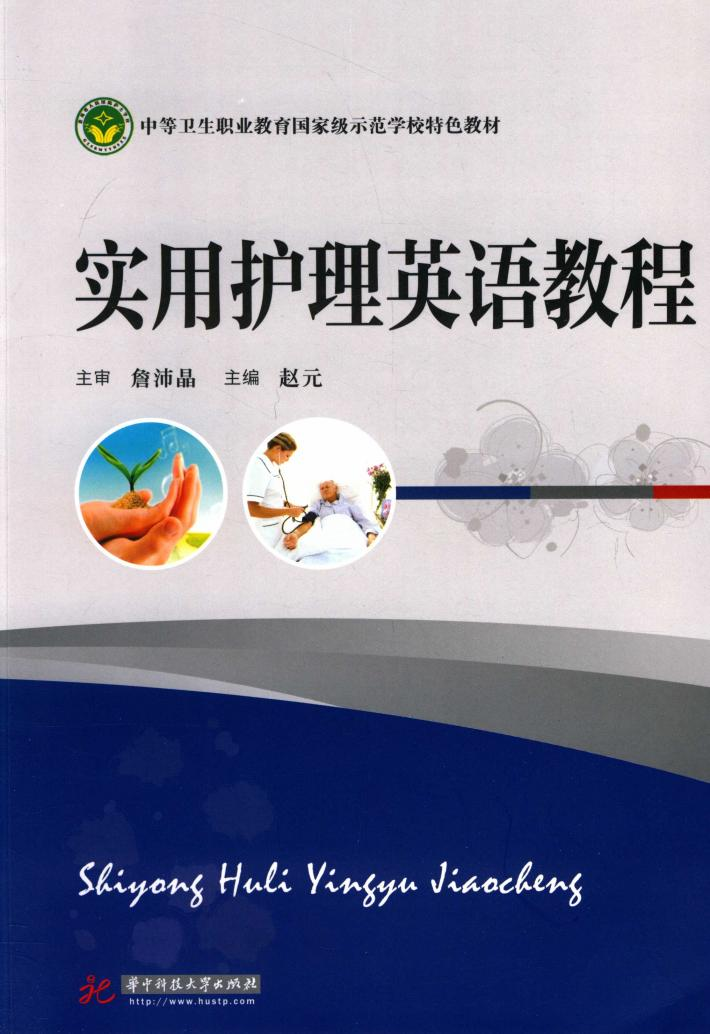 中等卫生职业教育国家级示范学校特色教材
实用护理英语教程
主审 詹沛晶 主编 赵元
Shiyong Huli Yingyu Jiaocheng
华中科技大学出版社
http://www.hustp.com